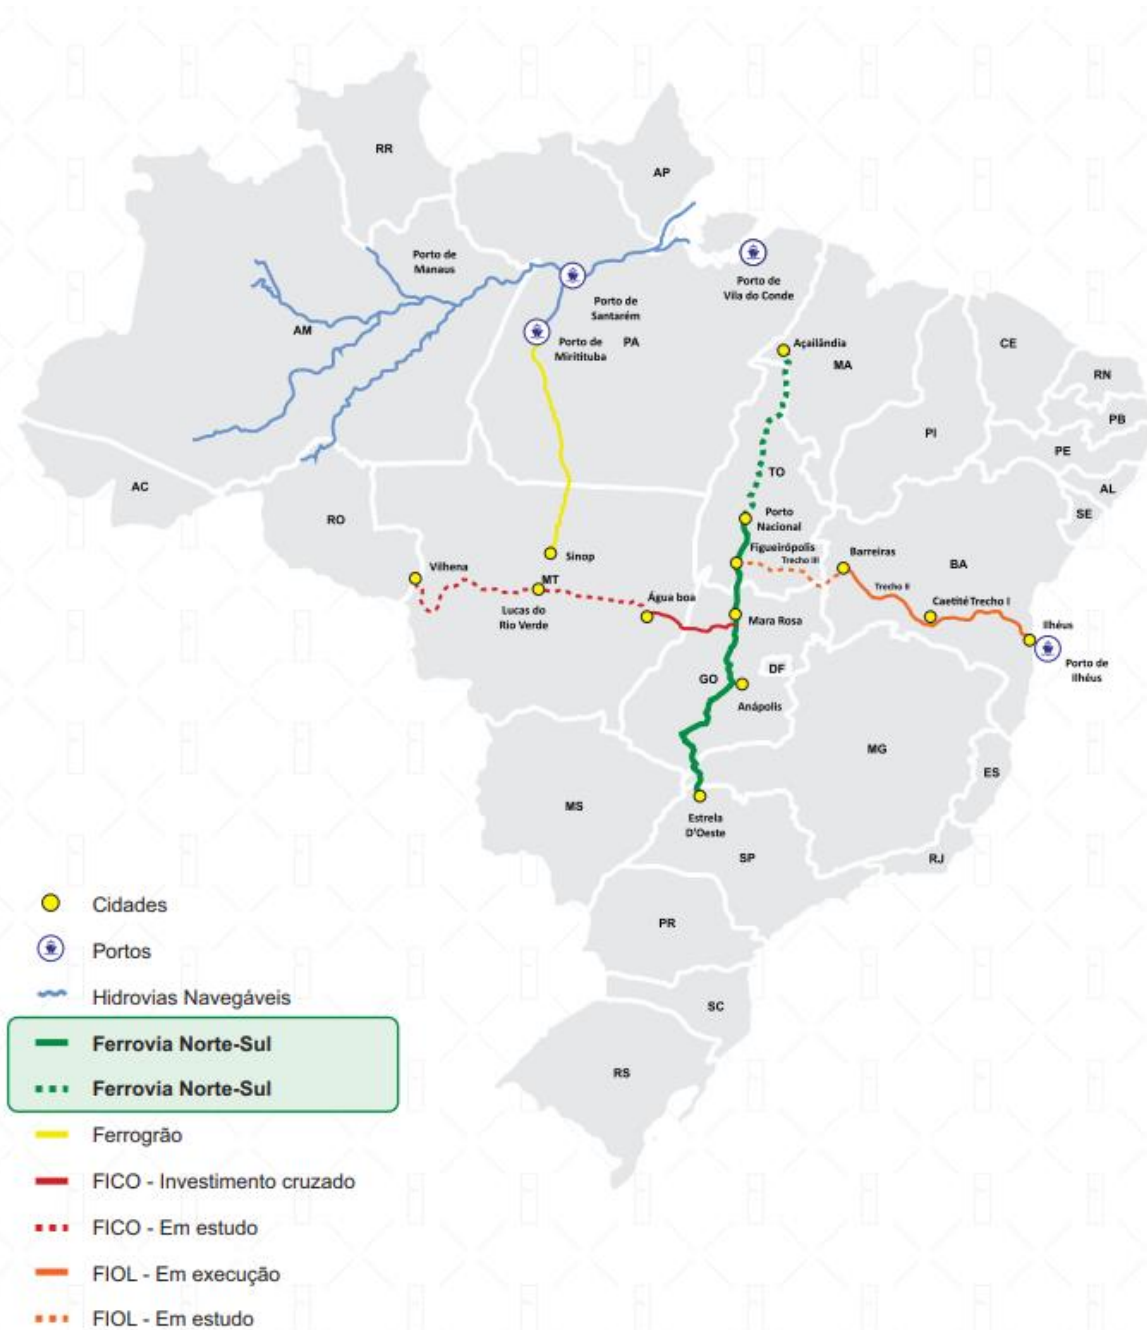 RR
AP
Porto de
Manaus
Porto de
Vila do Conde
Porto de
Santarém
AM
PA
Porto de
Miritituba
Açailândia
MA
CE
RN
PB
PI
PE
AL
SE
TO
AC
RO
Porto
Nacional
Figueirópolis
Trecho III
Barreiras
BA
Sinop
Vilhena
MT
Lucas do
Rio Verde
Água boa
Trecho II
Caetité Trecho I
Mara Rosa
Ilhéus
Porto de
Ilhéus
DF
GO
Anápolis
MG
ES
MS
Estrela
D'Oeste
SP
RJ
PR
SC
RS
Cidades
Portos
Hidrovias Navegáveis
Ferrovia Norte-Sul
Ferrovia Norte-Sul
Ferrogrão
FICO - Investimento cruzado
FICO - Em estudo
FIOL - Em execução
FIOL - Em estudo